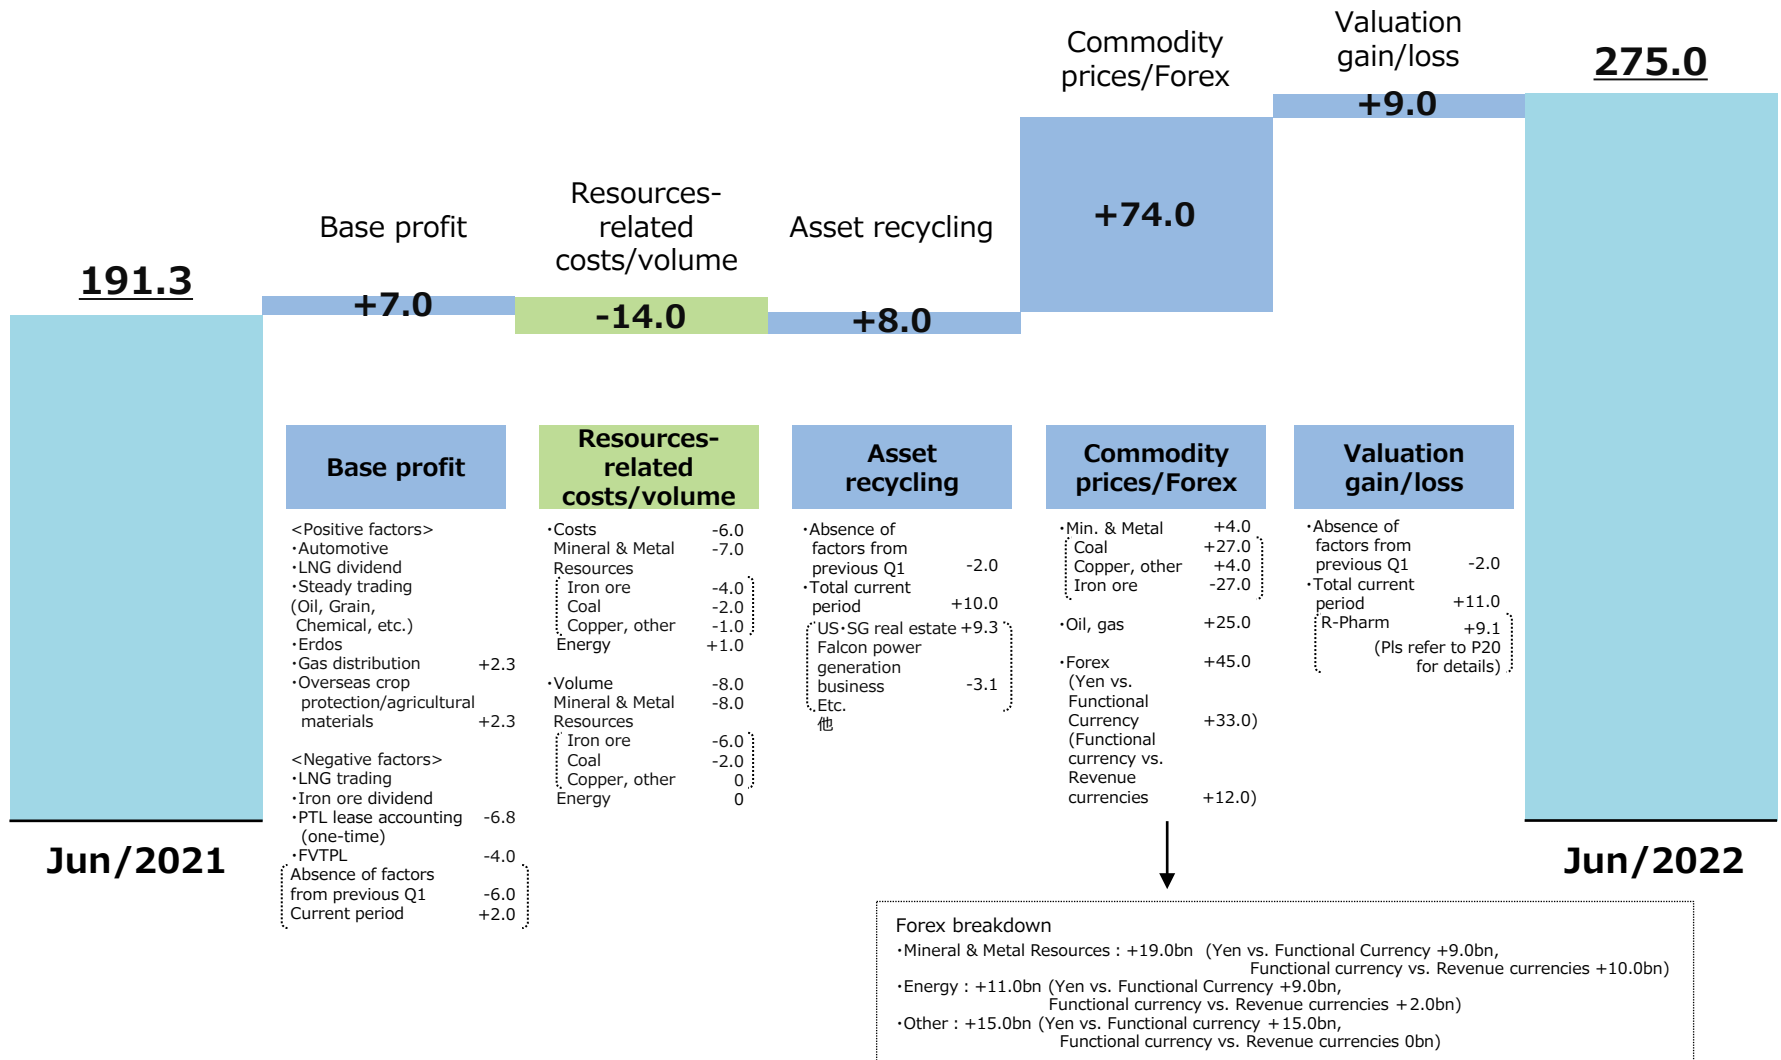 191.3
Base profit
+7.0
Resources-
related
costs/volume
-14.0
Asset recycling
+8.0
Commodity
prices/Forex
+74.0
Valuation
gain/loss
+9.0
275.0
Jun/2021
Jun/2022
Base profit
<Positive factors>
・Automotive
・LNG dividend
・Steady trading
(Oil, Grain,
Chemical, etc.)
・Erdos
・Gas distribution +2.3
・Overseas crop
protection/agricultural
materials +2.3
<Negative factors>
・LNG trading
・Iron ore dividend
・PTL lease accounting -6.8
(one-time)
・FVTPL -4.0
Absence of factors
from previous Q1 -6.0
Current period +2.0
Resources-
related
costs/volume
・Costs -6.0
Mineral & Metal -7.0
Resources
Iron ore -4.0
Coal -2.0
Copper, other -1.0
Energy +1.0
・Volume -8.0
Mineral & Metal -8.0
Resources
Iron ore -6.0
Coal -2.0
Copper, other 0
Energy 0
Asset
recycling
・Absence of
factors from
previous Q1 -2.0
・Total current
period +10.0
US・SG real estate +9.3
Falcon power
generation
business -3.1
Etc.
他
Commodity
prices/Forex
・Min. & Metal +4.0
Coal +27.0
Copper, other +4.0
Iron ore -27.0
・Oil, gas +25.0
・Forex +45.0
(Yen vs.
Functional
Currency +33.0)
(Functional
currency vs.
Revenue
currencies +12.0)
Valuation
gain/loss
・Absence of
factors from
previous Q1 -2.0
・Total current
period +11.0
R-Pharm +9.1
(Pls refer to P20
for details)
Forex breakdown
・Mineral & Metal Resources : +19.0bn (Yen vs. Functional Currency +9.0bn,
Functional currency vs. Revenue currencies +10.0bn)
・Energy : +11.0bn (Yen vs. Functional Currency +9.0bn,
Functional currency vs. Revenue currencies +2.0bn)
・Other : +15.0bn (Yen vs. Functional currency +15.0bn,
Functional currency vs. Revenue currencies 0bn)